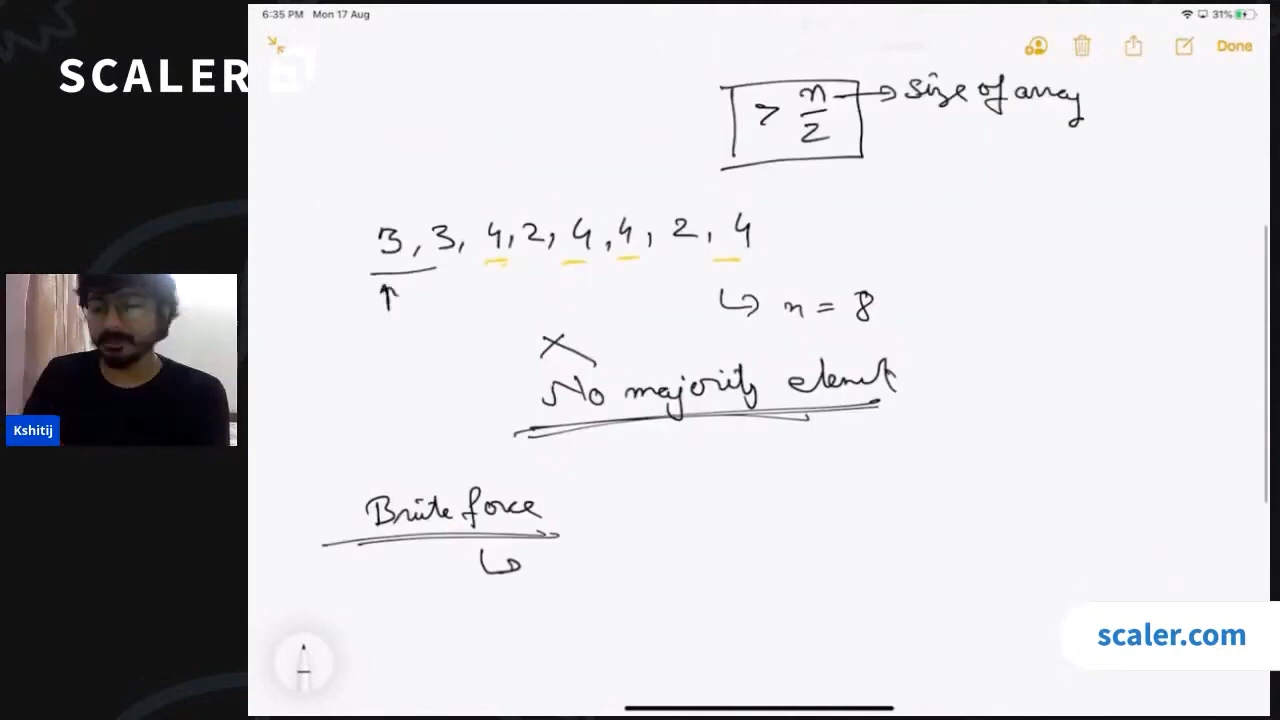 6:35 PM Mon 17 Aug
31%
SCALER
Done
> n/2 → size of array
3, 3, 4, 2, 4, 4, 2, 4
n = 8
No majority element
Kshitij
Brute force
scaler.com